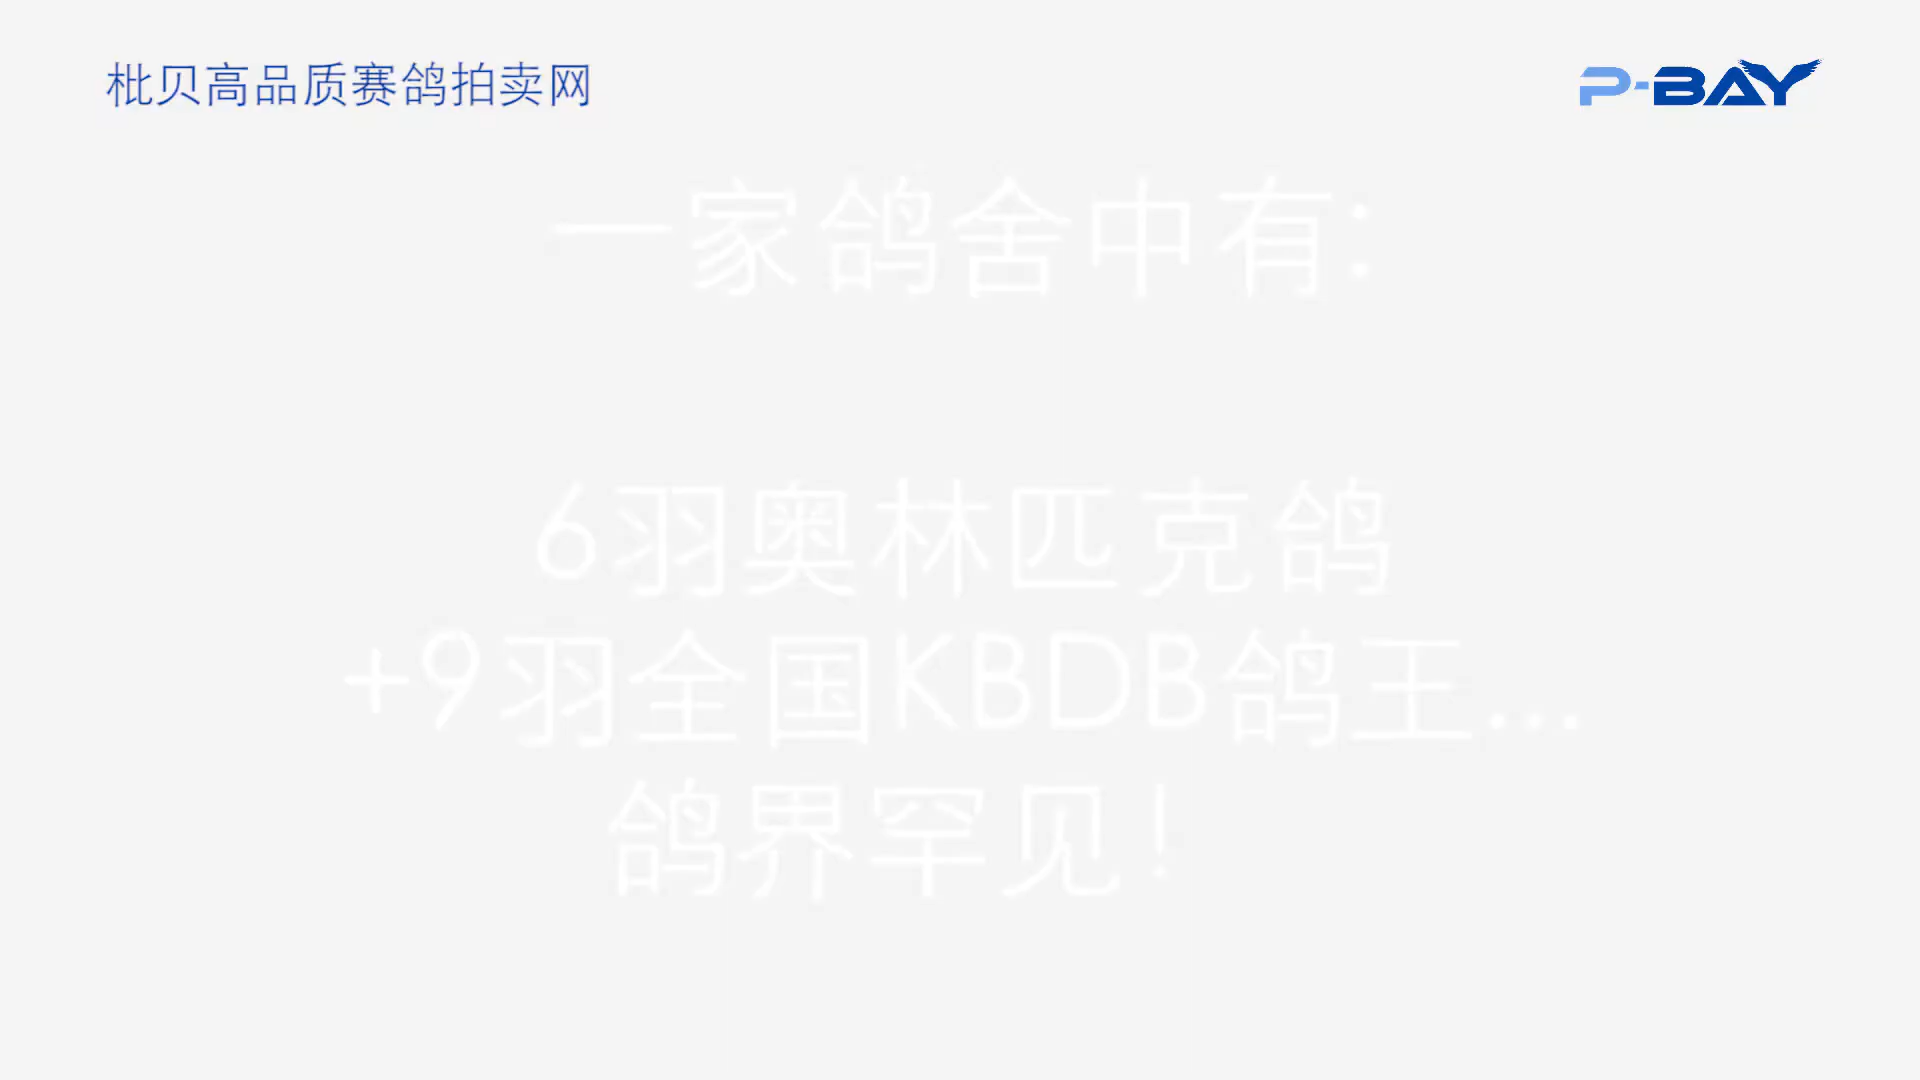 枇贝高品质赛鸽拍卖网
P-BAY
一家鸽舍中有:
6羽奥林匹克鸽
+9羽全国KBDB鸽王...
鸽界罕见！